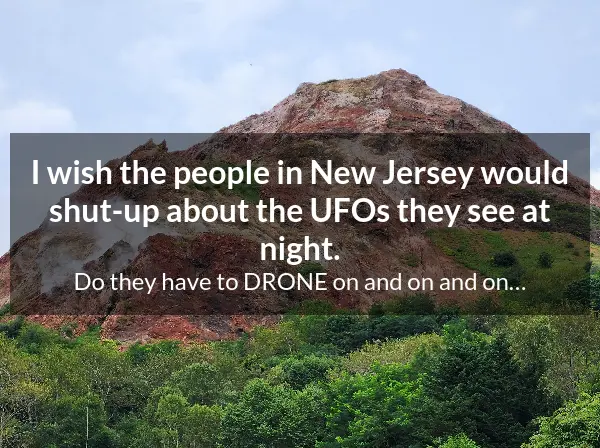 I wish the people in New Jersey would
shut-up about the UFOs they see at
night.
Do they have to DRONE on and on and on...